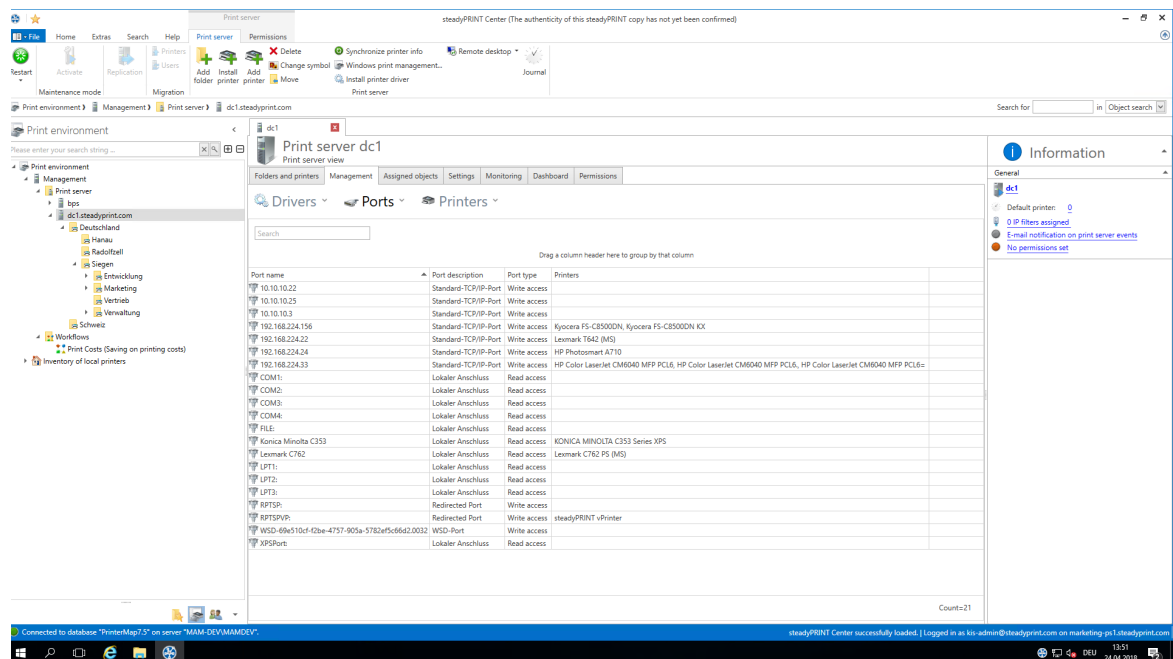 Print server
steadyPRINT Center (The authenticity of this steadyPRINT copy has not yet been confirmed)
File Home Extras Search Help Print server Permissions
Restart
Activate
Replication
Printers
Users
Add folder
Install printer
Add printer
Delete
Change symbol
Move
Synchronize printer info
Windows print management...
Install printer driver
Remote desktop
Journal
Maintenance mode Migration Print server
Print environment Management Print server dc1.steadyprint.com
Search for in Object search
Print environment
Please enter your search string ...
Print environment
Management
Print server
bps
dc1.steadyprint.com
Deutschland
Hanau
Radolfzell
Siegen
Entwicklung
Marketing
Vertrieb
Verwaltung
Schweiz
Workflows
Print Costs (Saving on printing costs)
Inventory of local printers
dc1
Print server dc1
Print server view
Folders and printers Management Assigned objects Settings Monitoring Dashboard Permissions
Drivers Ports Printers
Search
Drag a column header here to group by that column
Port name Port description Port type Printers
10.10.10.22 Standard-TCP/IP-Port Write access
10.10.10.25 Standard-TCP/IP-Port Write access
10.10.10.3 Standard-TCP/IP-Port Write access
192.168.224.156 Standard-TCP/IP-Port Write access Kyocera FS-C8500DN, Kyocera FS-C8500DN KX
192.168.224.22 Standard-TCP/IP-Port Write access Lexmark T642 (MS)
192.168.224.24 Standard-TCP/IP-Port Write access HP Photosmart A710
192.168.224.33 Standard-TCP/IP-Port Write access HP Color LaserJet CM6040 MFP PCL6, HP Color LaserJet CM6040 MFP PCL6., HP Color LaserJet CM6040 MFP PCL6=
COM1: Lokaler Anschluss Read access
COM2: Lokaler Anschluss Read access
COM3: Lokaler Anschluss Read access
COM4: Lokaler Anschluss Read access
FILE: Lokaler Anschluss Read access
Konica Minolta C353 Lokaler Anschluss Read access KONICA MINOLTA C353 Series XPS
Lexmark C762 Lokaler Anschluss Read access Lexmark C762 PS (MS)
LPT1: Lokaler Anschluss Read access
LPT2: Lokaler Anschluss Read access
LPT3: Lokaler Anschluss Read access
RPTSP: Redirected Port Write access
RPTSPVP: Redirected Port Write access steadyPRINT vPrinter
WSD-69e510cf-f2be-4757-905a-5782ef5c66d2.0032 WSD-Port Write access
XPSPort: Lokaler Anschluss Read access
Count=21
Information
General
dc1
Default printer: 0
0 IP filters assigned
E-mail notification on print server events
No permissions set
Connected to database "PrinterMap7.5" on server "MAM-DEV\MAMDEV".
steadyPRINT Center successfully loaded. | Logged in as kis-admin@steadyprint.com on marketing-ps1.steadyprint.com
DEU
13:51
24.04.2018